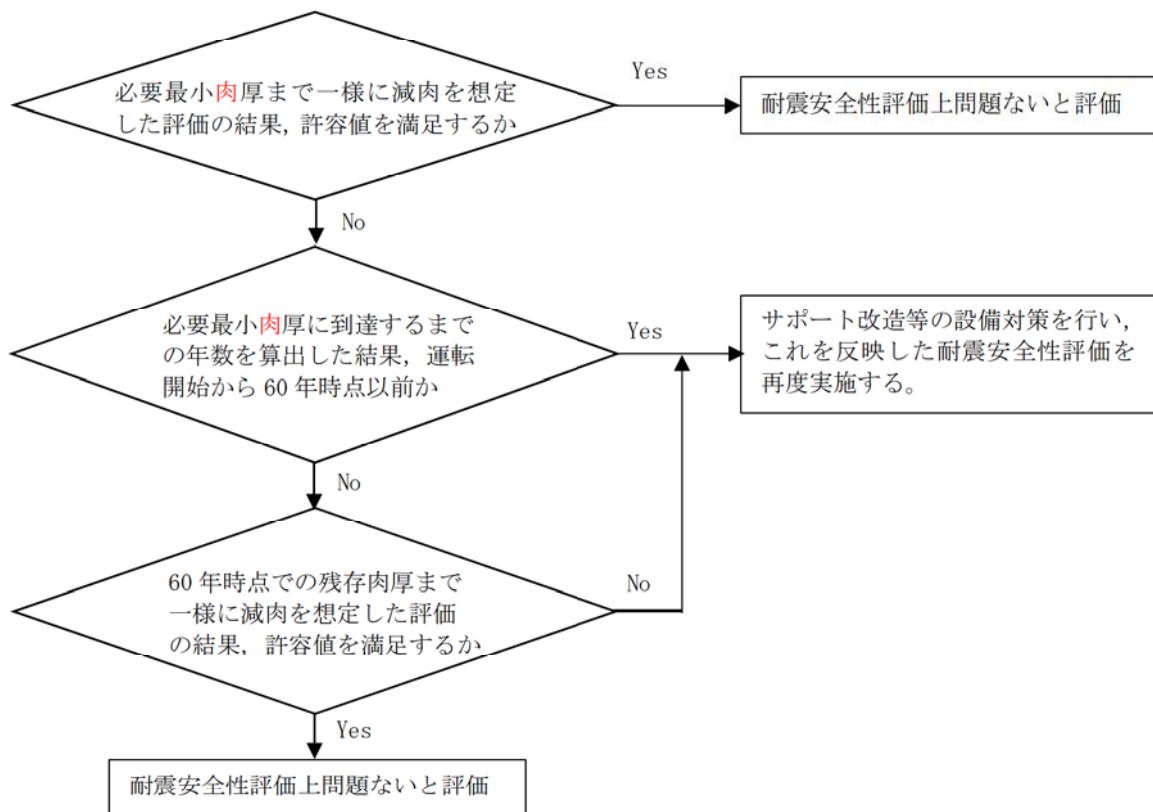 必要最小肉厚まで一様に減肉を想定
した評価の結果，許容値を満足するか
Yes
耐震安全性評価上問題ないと評価
No
必要最小肉厚に到達するまで
の年数を算出した結果，運転
開始から 60 年時点以前か
Yes
サポート改造等の設備対策を行い，
これを反映した耐震安全性評価を
再度実施する。
No
60 年時点での残存肉厚まで
一様に減肉を想定した評価
の結果，許容値を満足するか
No
Yes
耐震安全性評価上問題ないと評価